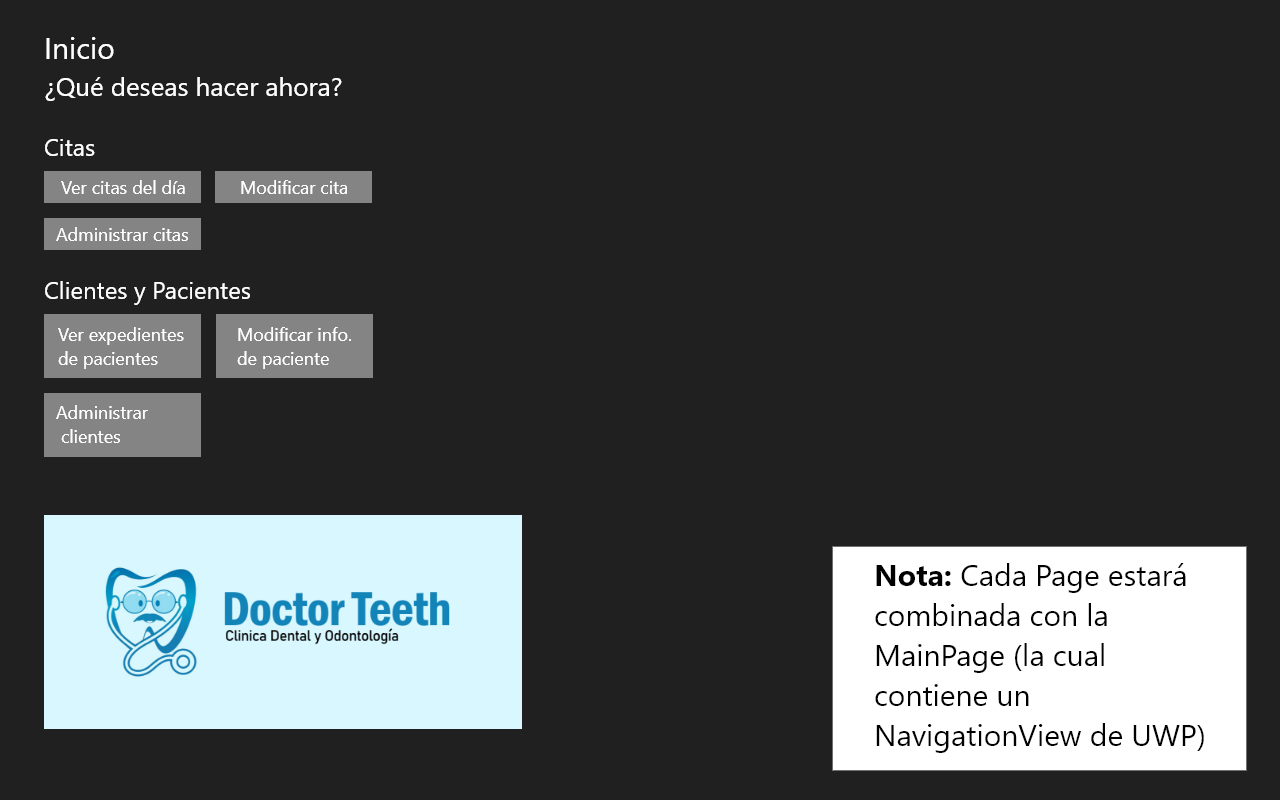 Inicio
¿Qué deseas hacer ahora?
Citas
Ver citas del día
Modificar cita
Administrar citas
Clientes y Pacientes
Ver expedientes
de pacientes
Modificar info.
de paciente
Administrar
clientes
Doctor Teeth
Clinica Dental y Odontología
Nota: Cada Page estará
combinada con la
MainPage (la cual
contiene un
NavigationView de UWP)